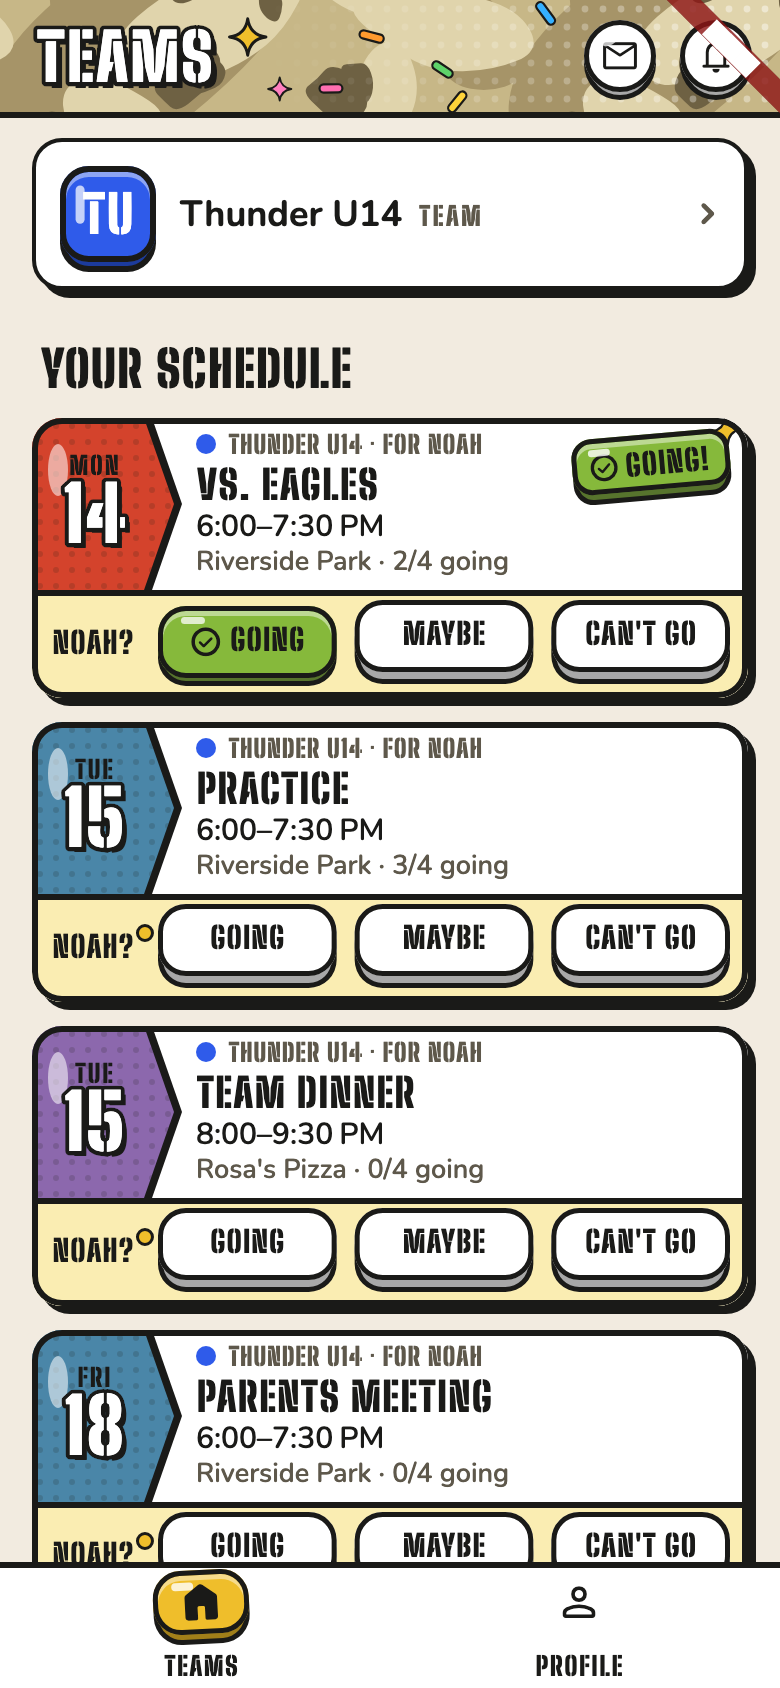 TEAMS
TU
Thunder U14 TEAM
YOUR SCHEDULE
MON
14
THUNDER U14 · FOR NOAH
GOING!
VS. EAGLES
6:00–7:30 PM
Riverside Park · 2/4 going
NOAH? GOING MAYBE CAN'T GO
TUE
15
THUNDER U14 · FOR NOAH
PRACTICE
6:00–7:30 PM
Riverside Park · 3/4 going
NOAH? GOING MAYBE CAN'T GO
TUE
15
THUNDER U14 · FOR NOAH
TEAM DINNER
8:00–9:30 PM
Rosa's Pizza · 0/4 going
NOAH? GOING MAYBE CAN'T GO
FRI
18
THUNDER U14 · FOR NOAH
PARENTS MEETING
6:00–7:30 PM
Riverside Park · 0/4 going
NOAH? GOING MAYBE CAN'T GO
TEAMS PROFILE